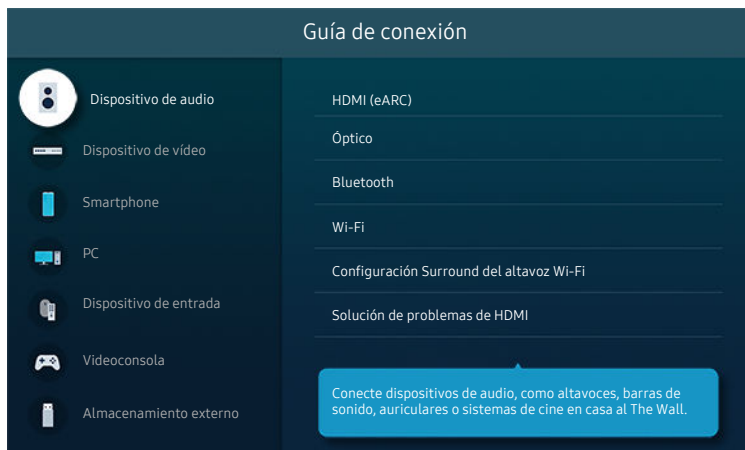 Guía de conexión
Dispositivo de audio
Dispositivo de vídeo
Smartphone
PC
Dispositivo de entrada
Videoconsola
Almacenamiento externo
HDMI (eARC)
Óptico
Bluetooth
Wi-Fi
Configuración Surround del altavoz Wi-Fi
Solución de problemas de HDMI
Conecte dispositivos de audio, como altavoces, barras de
sonido, auriculares o sistemas de cine en casa al The Wall.